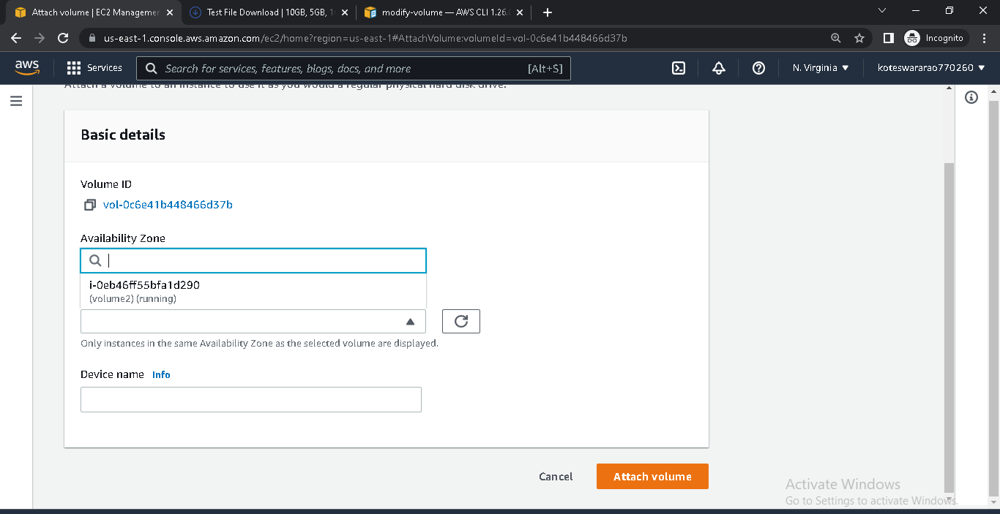 Attach volume | EC2 Managemen
Test File Download | 10GB, 5GB, 1
modify-volume — AWS CLI 1.26.
us-east-1.console.aws.amazon.com/ec2/home?region=us-east-1#AttachVolume:volumeId=vol-0c6e41b448466d37b
Incognito
aws
Services
Search for services, features, blogs, docs, and more
[Alt+S]
N. Virginia
koteswararao770260
Attach a volume to an instance to use it as you would a regular physical hard disk drive.
Basic details
Volume ID
vol-0c6e41b448466d37b
Availability Zone
i-0eb46ff55bfa1d290
(volume2) (running)
Only instances in the same Availability Zone as the selected volume are displayed.
Device name Info
Cancel
Attach volume
Activate Windows
Go to Settings to activate Windows.